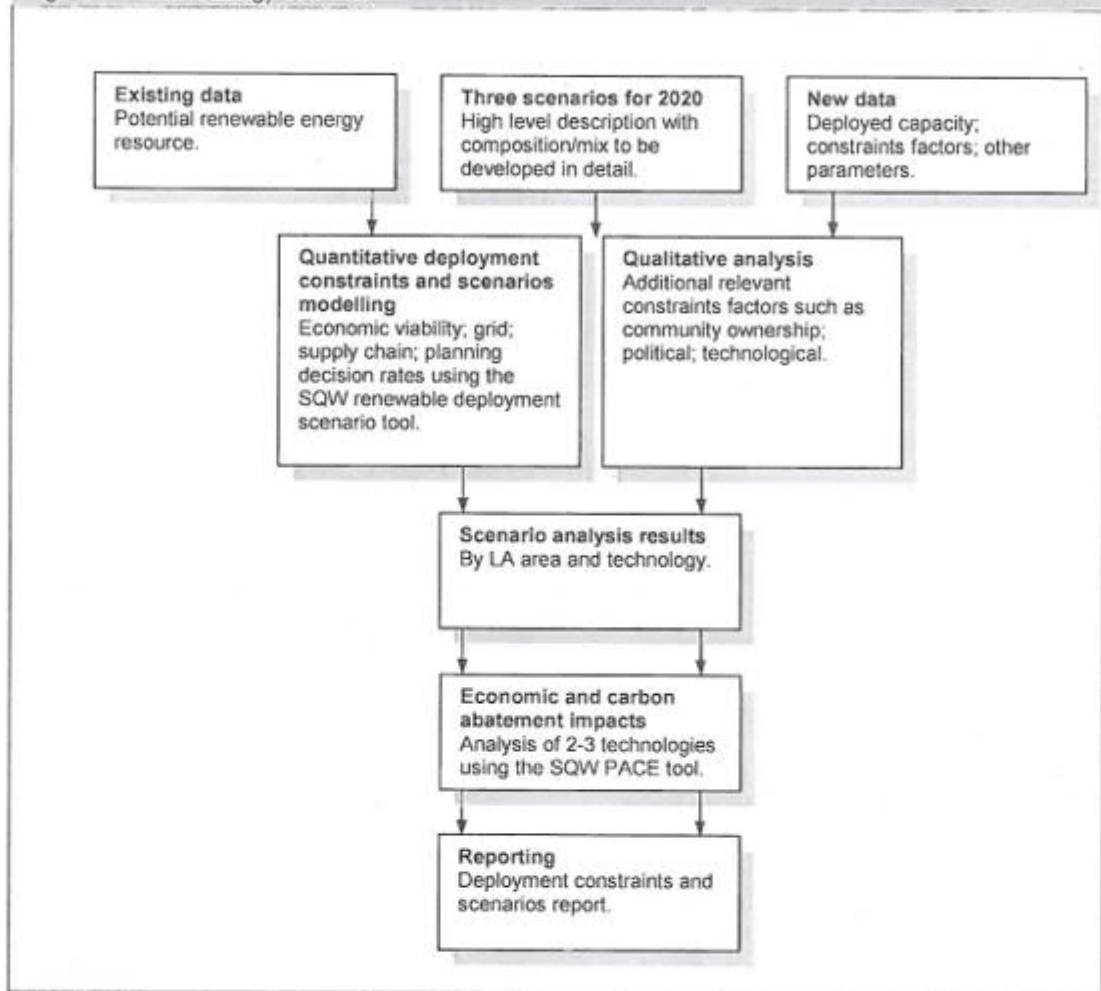 Existing data
Potential renewable energy
resource.
Three scenarios for 2020
High level description with
composition/mix to be
developed in detail.
New data
Deployed capacity;
constraints factors; other
parameters.
Quantitative deployment
constraints and scenarios
modelling
Economic viability; grid;
supply chain; planning
decision rates using the
SQW renewable deployment
scenario tool.
Qualitative analysis
Additional relevant
constraints factors such as
community ownership;
political; technological.
Scenario analysis results
By LA area and technology.
Economic and carbon
abatement impacts
Analysis of 2-3 technologies
using the SQW PACE tool.
Reporting
Deployment constraints and
scenarios report.